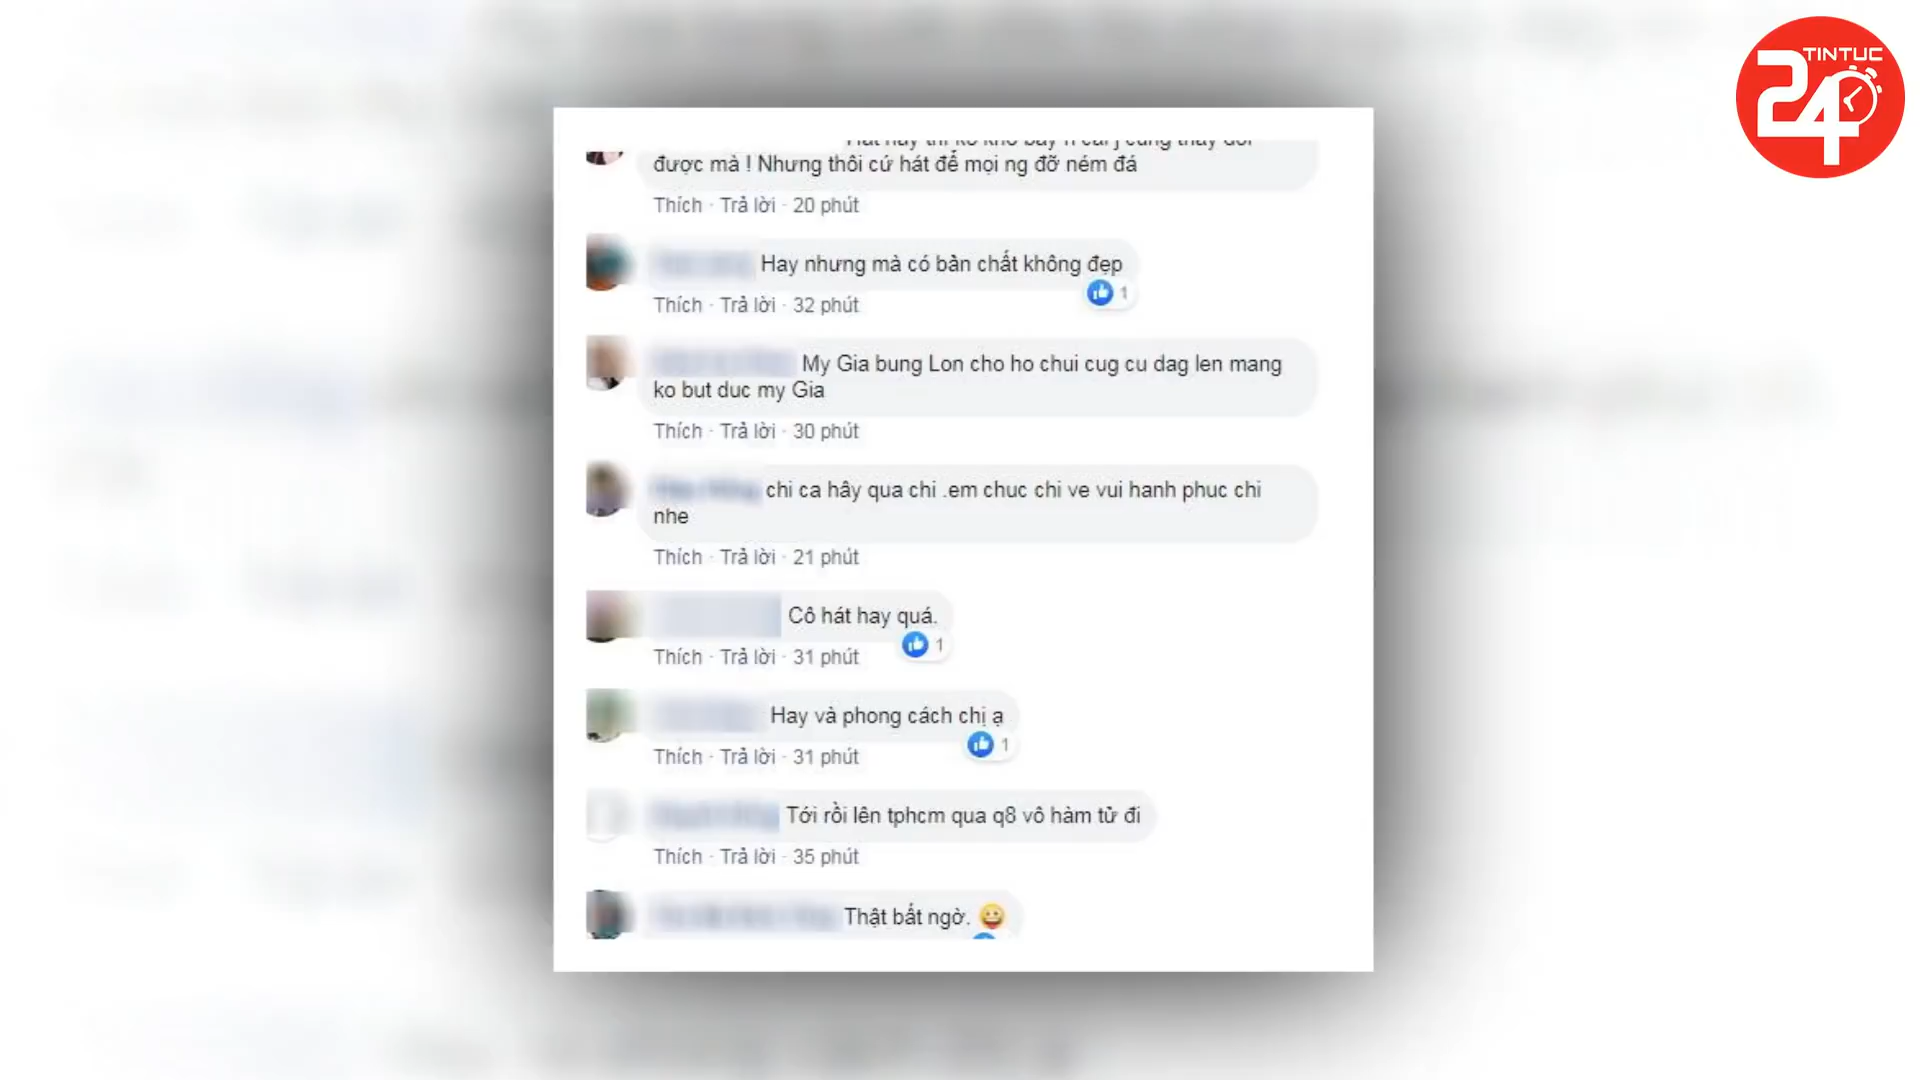 TINTUC
24
được mà ! Nhưng thôi cứ hát để mọi ng đỡ ném đá
Thích · Trả lời · 20 phút
Hay nhưng mà có bản chất không đẹp
1
Thích · Trả lời · 32 phút
My Gia bung Lon cho ho chui cug cu dag len mang
ko but duc my Gia
Thích · Trả lời · 30 phút
chi ca hây qua chi .em chuc chi ve vui hanh phuc chi
nhe
Thích · Trả lời · 21 phút
Cô hát hay quá.
1
Thích · Trả lời · 31 phút
Hay và phong cách chị ạ
1
Thích · Trả lời · 31 phút
Tới rồi lên tphcm qua q8 vô hàm tử đi
Thích · Trả lời · 35 phút
Thật bất ngờ. 😀